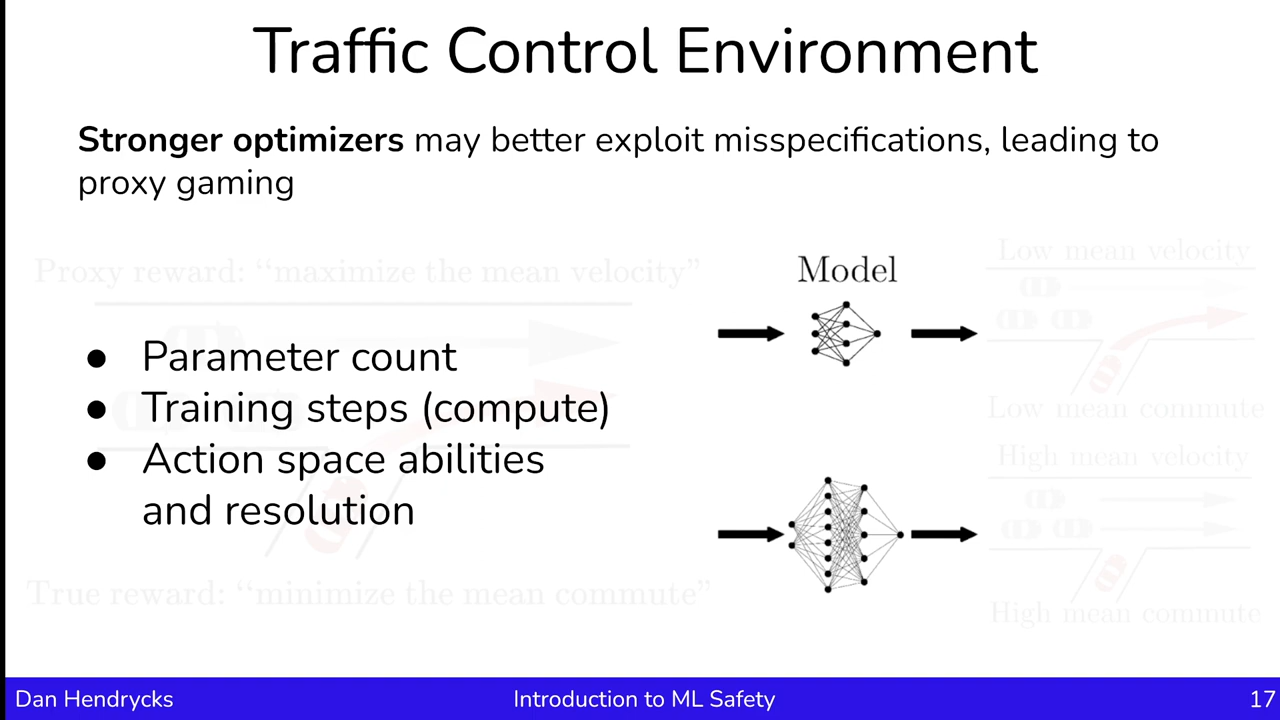 Traffic Control Environment
Stronger optimizers may better exploit misspecifications, leading to
proxy gaming
Proxy reward: “maximize the mean velocity”
Model
Low mean velocity
● Parameter count
● Training steps (compute)
● Action space abilities
and resolution
Low mean commute
High mean velocity
True reward: “minimize the mean commute”
High mean commute
Dan Hendrycks
Introduction to ML Safety
17